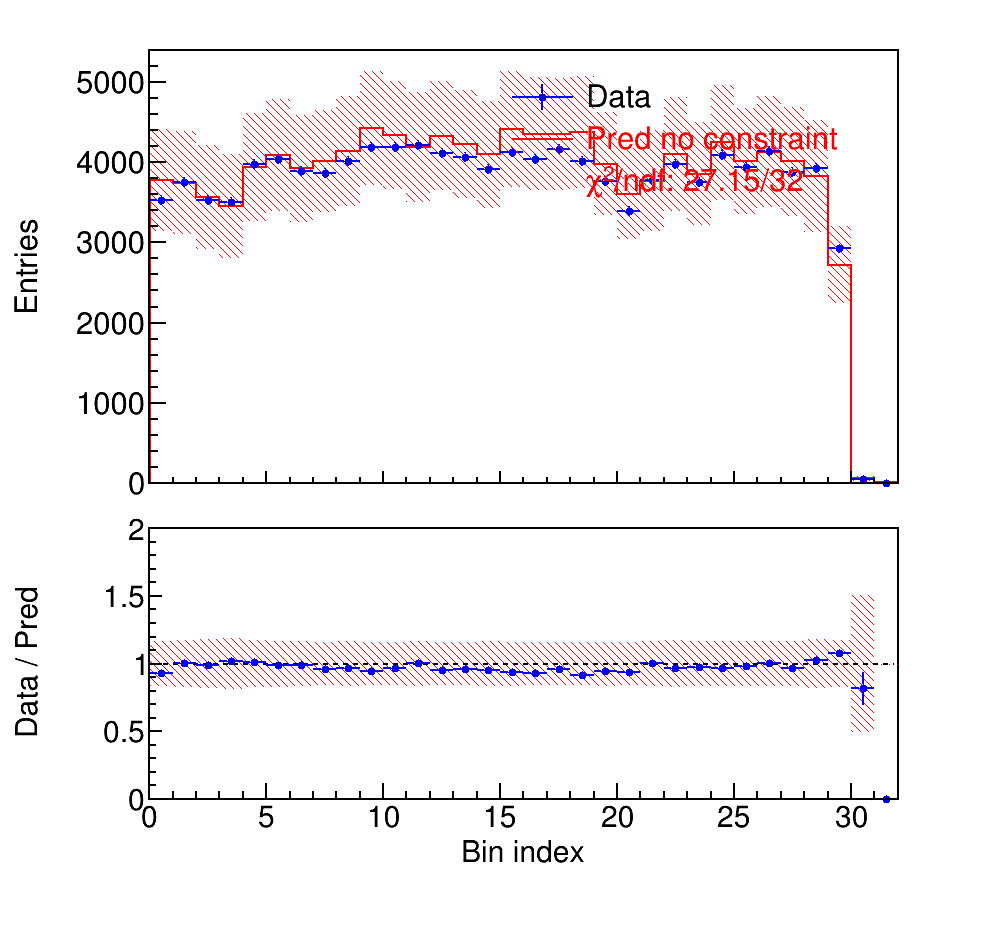 5000
4000
3000
2000
1000
0
Entries
Data
Pred no constraint
χ²/ndf: 27.15/32
2
1.5
1
0.5
0
Data / Pred
0 5 10 15 20 25 30
Bin index